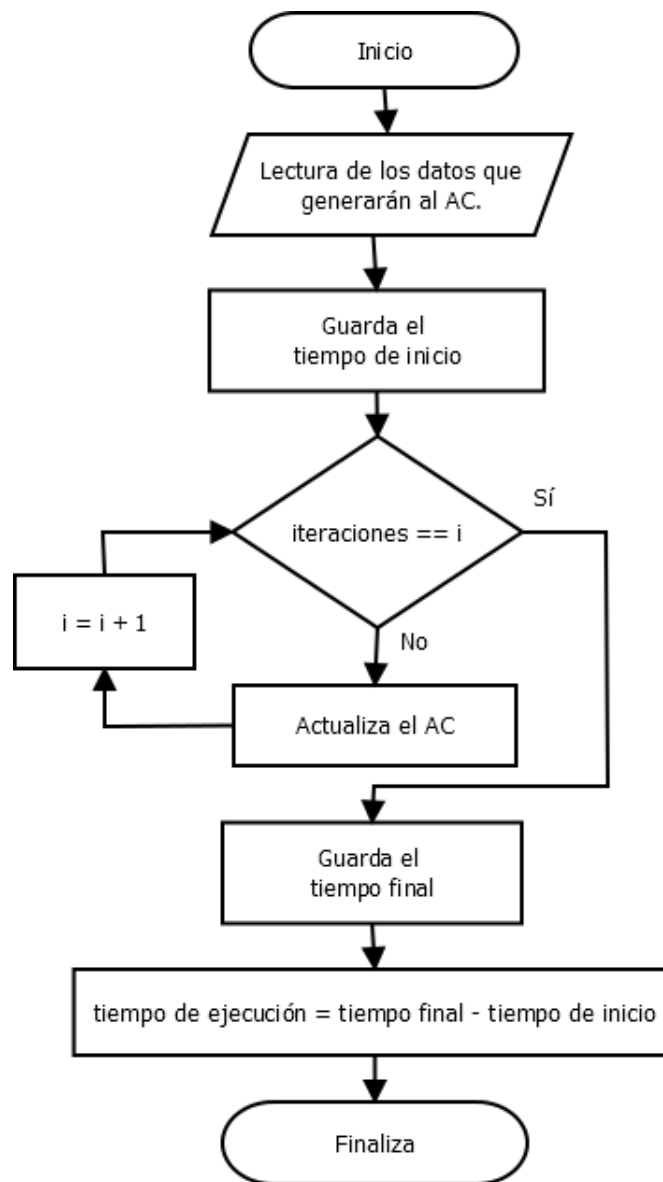 Inicio
Lectura de los datos que
generarán al AC.
Guarda el
tiempo de inicio
iteraciones == i
Sí
No
i = i + 1
Actualiza el AC
Guarda el
tiempo final
tiempo de ejecución = tiempo final - tiempo de inicio
Finaliza